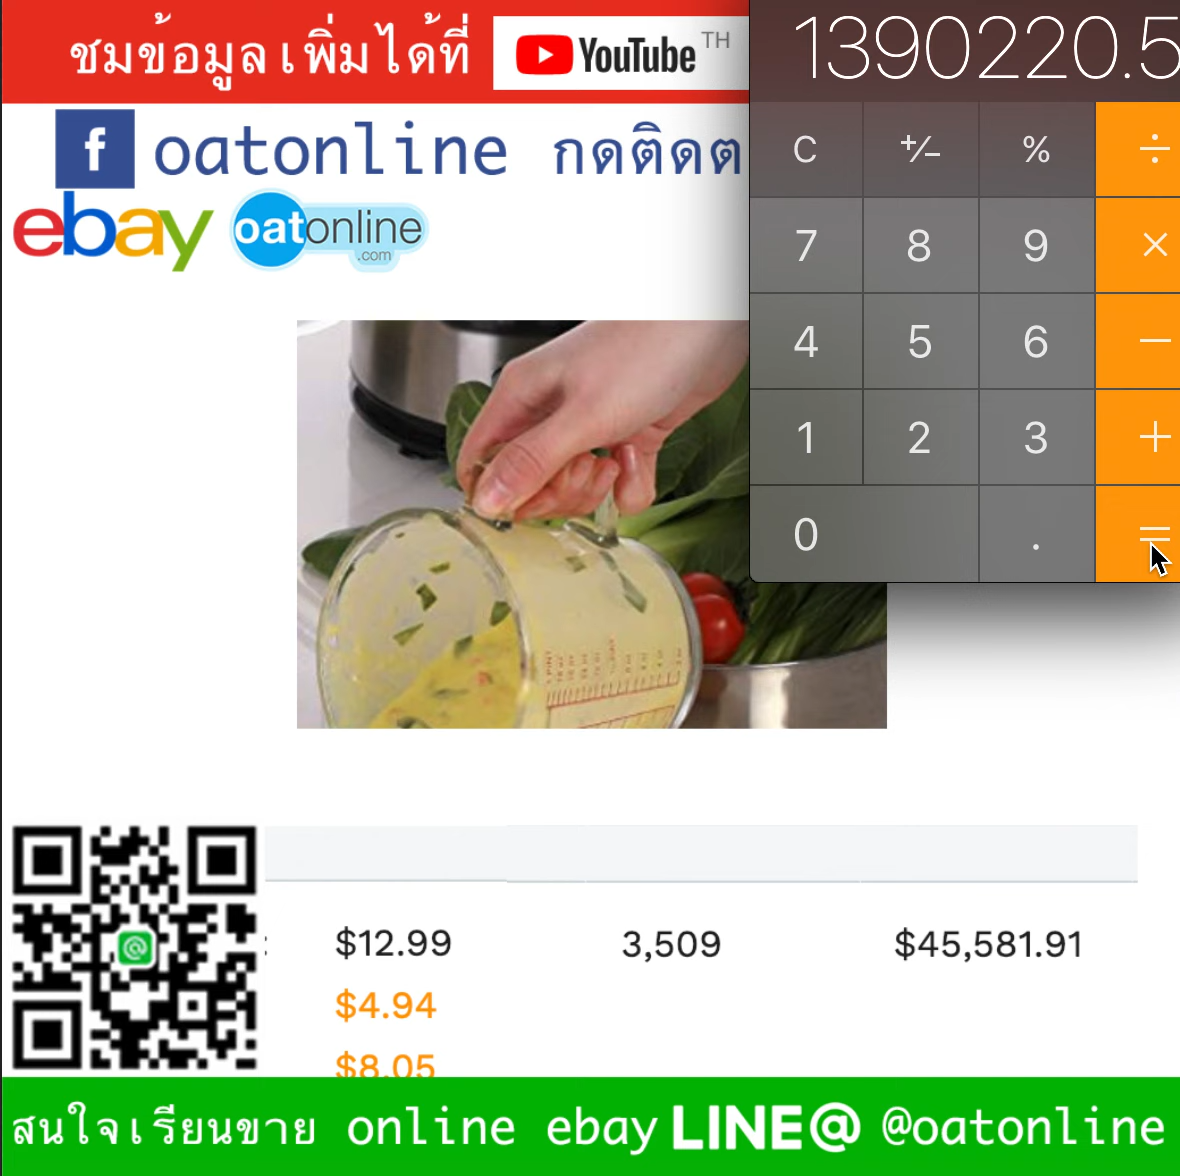 ชมข้อมูลเพิ่มได้ที่ YouTube TH
oatonline กดติดต
ebay oatonline
.com
1390220.5
C +/- % ÷
7 8 9 ×
4 5 6 −
1 2 3 +
0 . =
$12.99 3,509 $45,581.91
$4.94
$8.05
สนใจเรียนขาย online ebay LINE@ @oatonline